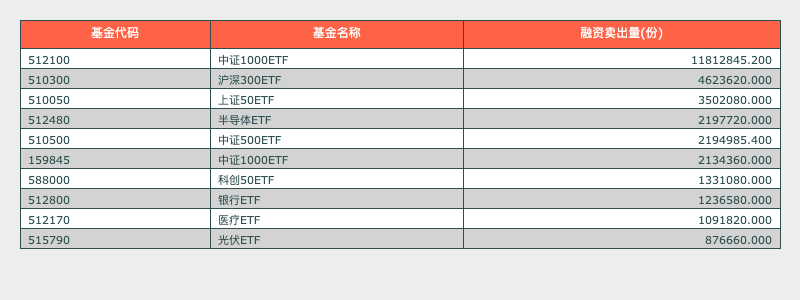 基金代码 基金名称 融资卖出量(份)
512100 中证1000ETF 11812845.200
510300 沪深300ETF 4623620.000
510050 上证50ETF 3502080.000
512480 半导体ETF 2197720.000
510500 中证500ETF 2194985.400
159845 中证1000ETF 2134360.000
588000 科创50ETF 1331080.000
512800 银行ETF 1236580.000
512170 医疗ETF 1091820.000
515790 光伏ETF 876660.000